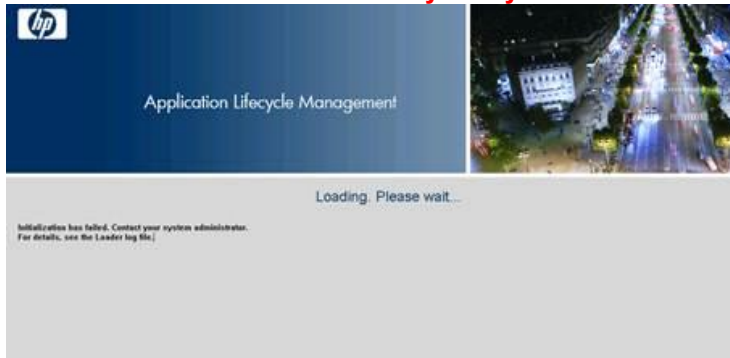 hp
Application Lifecycle Management
Loading. Please wait...
Initialization has failed. Contact your system administrator.
For details, see the Loader log file.